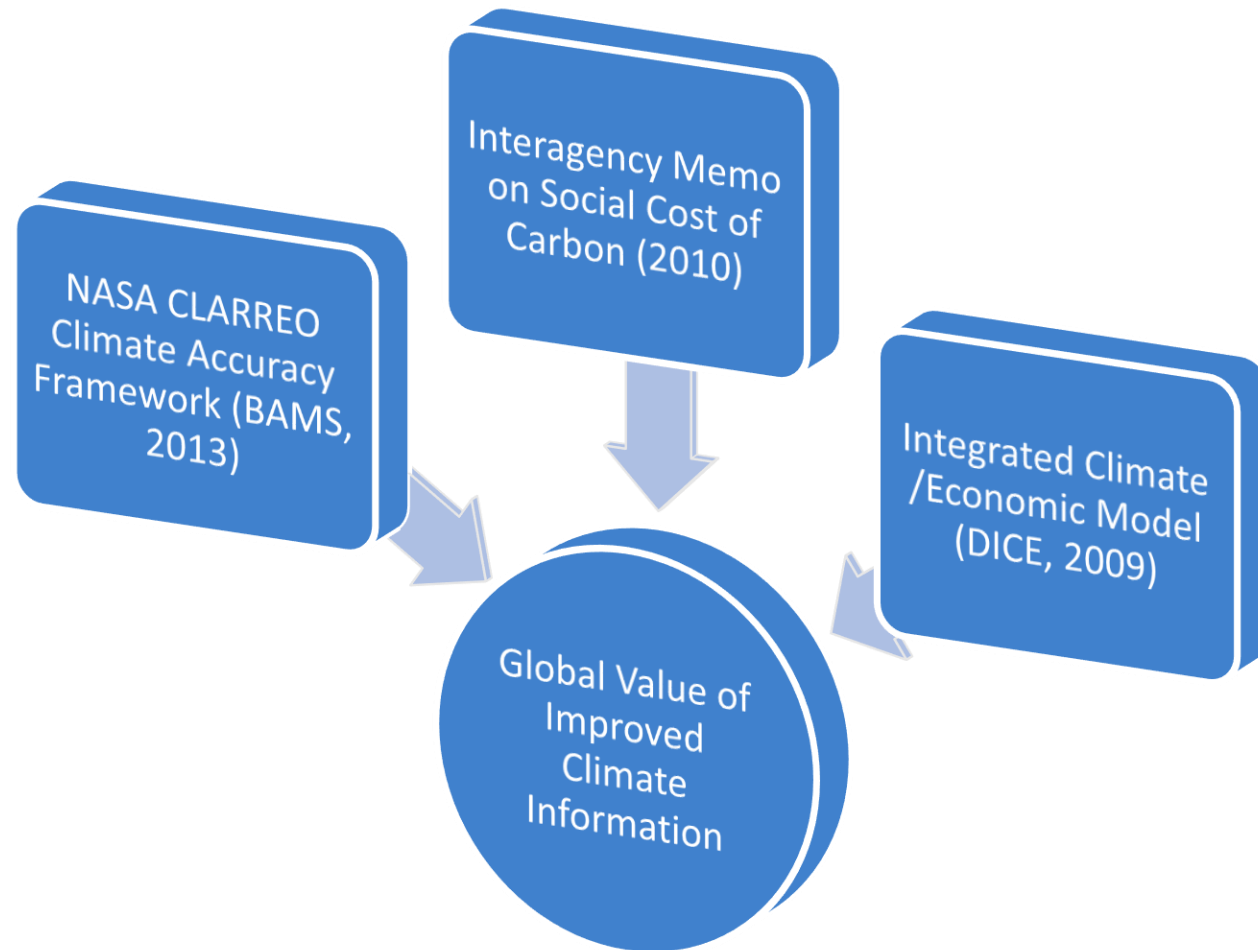 Interagency Memo
on Social Cost of
Carbon (2010)
NASA CLARREO
Climate Accuracy
Framework (BAMS,
2013)
Integrated Climate
/Economic Model
(DICE, 2009)
Global Value of
Improved
Climate
Information